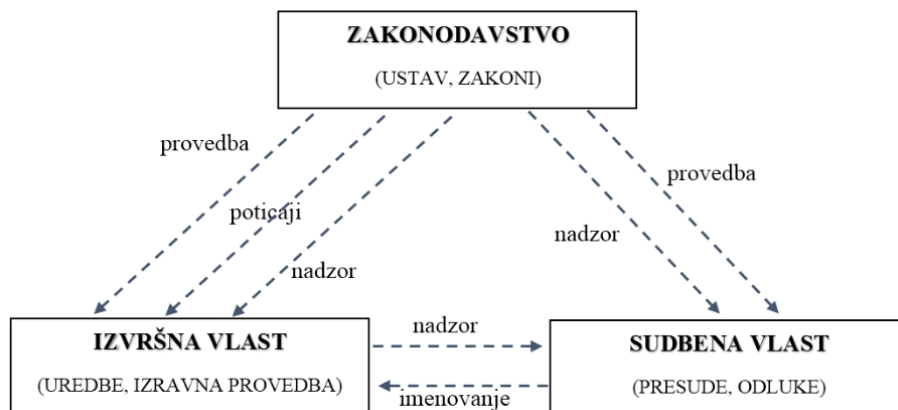 ZAKONODAVSTVO
(USTAV, ZAKONI)
provedba
provedba
poticaji
nadzor
nadzor
IZVRŠNA VLAST
(UREDBE, IZRAVNA PROVEDBA)
nadzor
imenovanje
SUDBENA VLAST
(PRESUDE, ODLUKE)